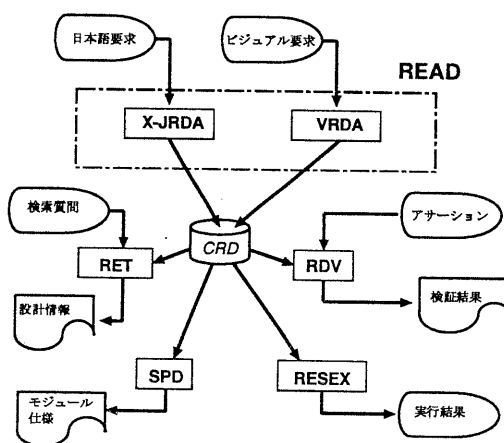 日本語要求
ビジュアル要求
READ
X-JRDA
VRDA
検索質問
アサーション
CRD
RET
RDV
設計情報
検証結果
SPD
RESEX
モジュール
仕様
実行結果